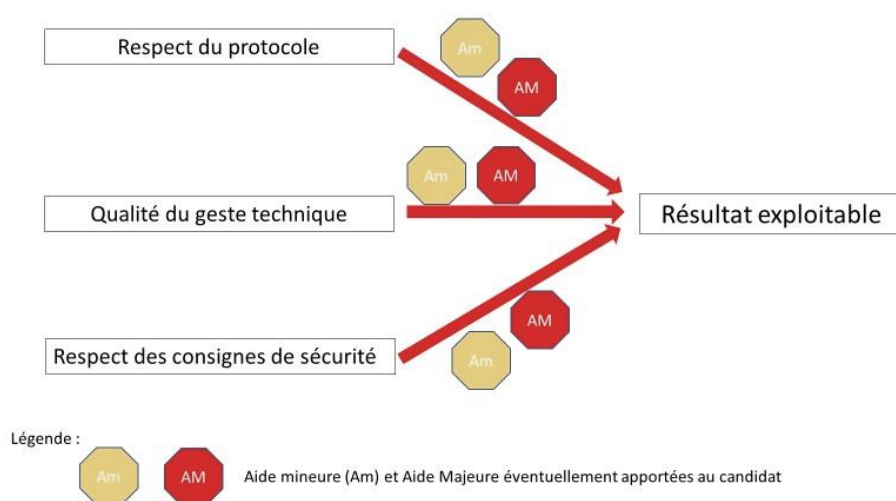 Respect du protocole
Am
AM
Am
AM
Qualité du geste technique
Résultat exploitable
AM
Respect des consignes de sécurité
Am
Légende :
Am
AM
Aide mineure (Am) et Aide Majeure éventuellement apportées au candidat